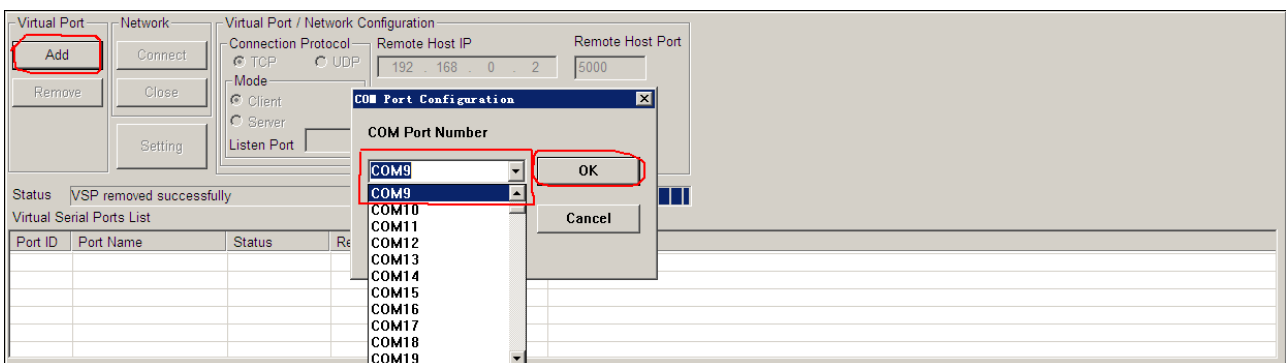 Virtual Port Network Virtual Port / Network Configuration
Add Connect Connection Protocol Remote Host IP Remote Host Port
TCP UDP 192 . 168 . 0 . 2 5000
Remove Close Mode
Client
Server
Setting Listen Port
COM Port Configuration
COM Port Number
COM9 OK
COM9
COM10
COM11
COM12
COM13
COM14
COM15
COM16
COM17
COM18
COM19
Cancel
Status VSP removed successfully
Virtual Serial Ports List
Port ID Port Name Status Re